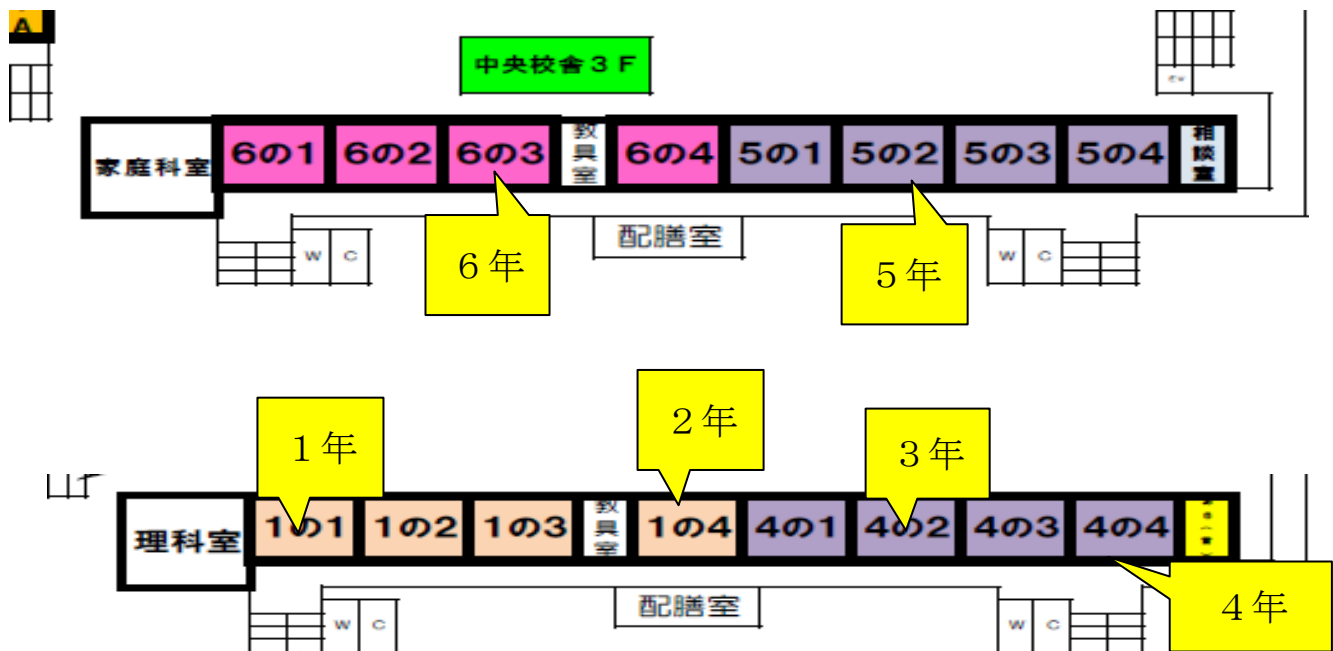 A
中央校舎３Ｆ
EV
家庭科室
6の1
6の2
6の3
教具室
6の4
5の1
5の2
5の3
5の4
相談室
W C
配膳室
W C
６年
５年
１年
２年
３年
理科室
1の1
1の2
1の3
教具室
1の4
4の1
4の2
4の3
4の4
W C
配膳室
W C
４年